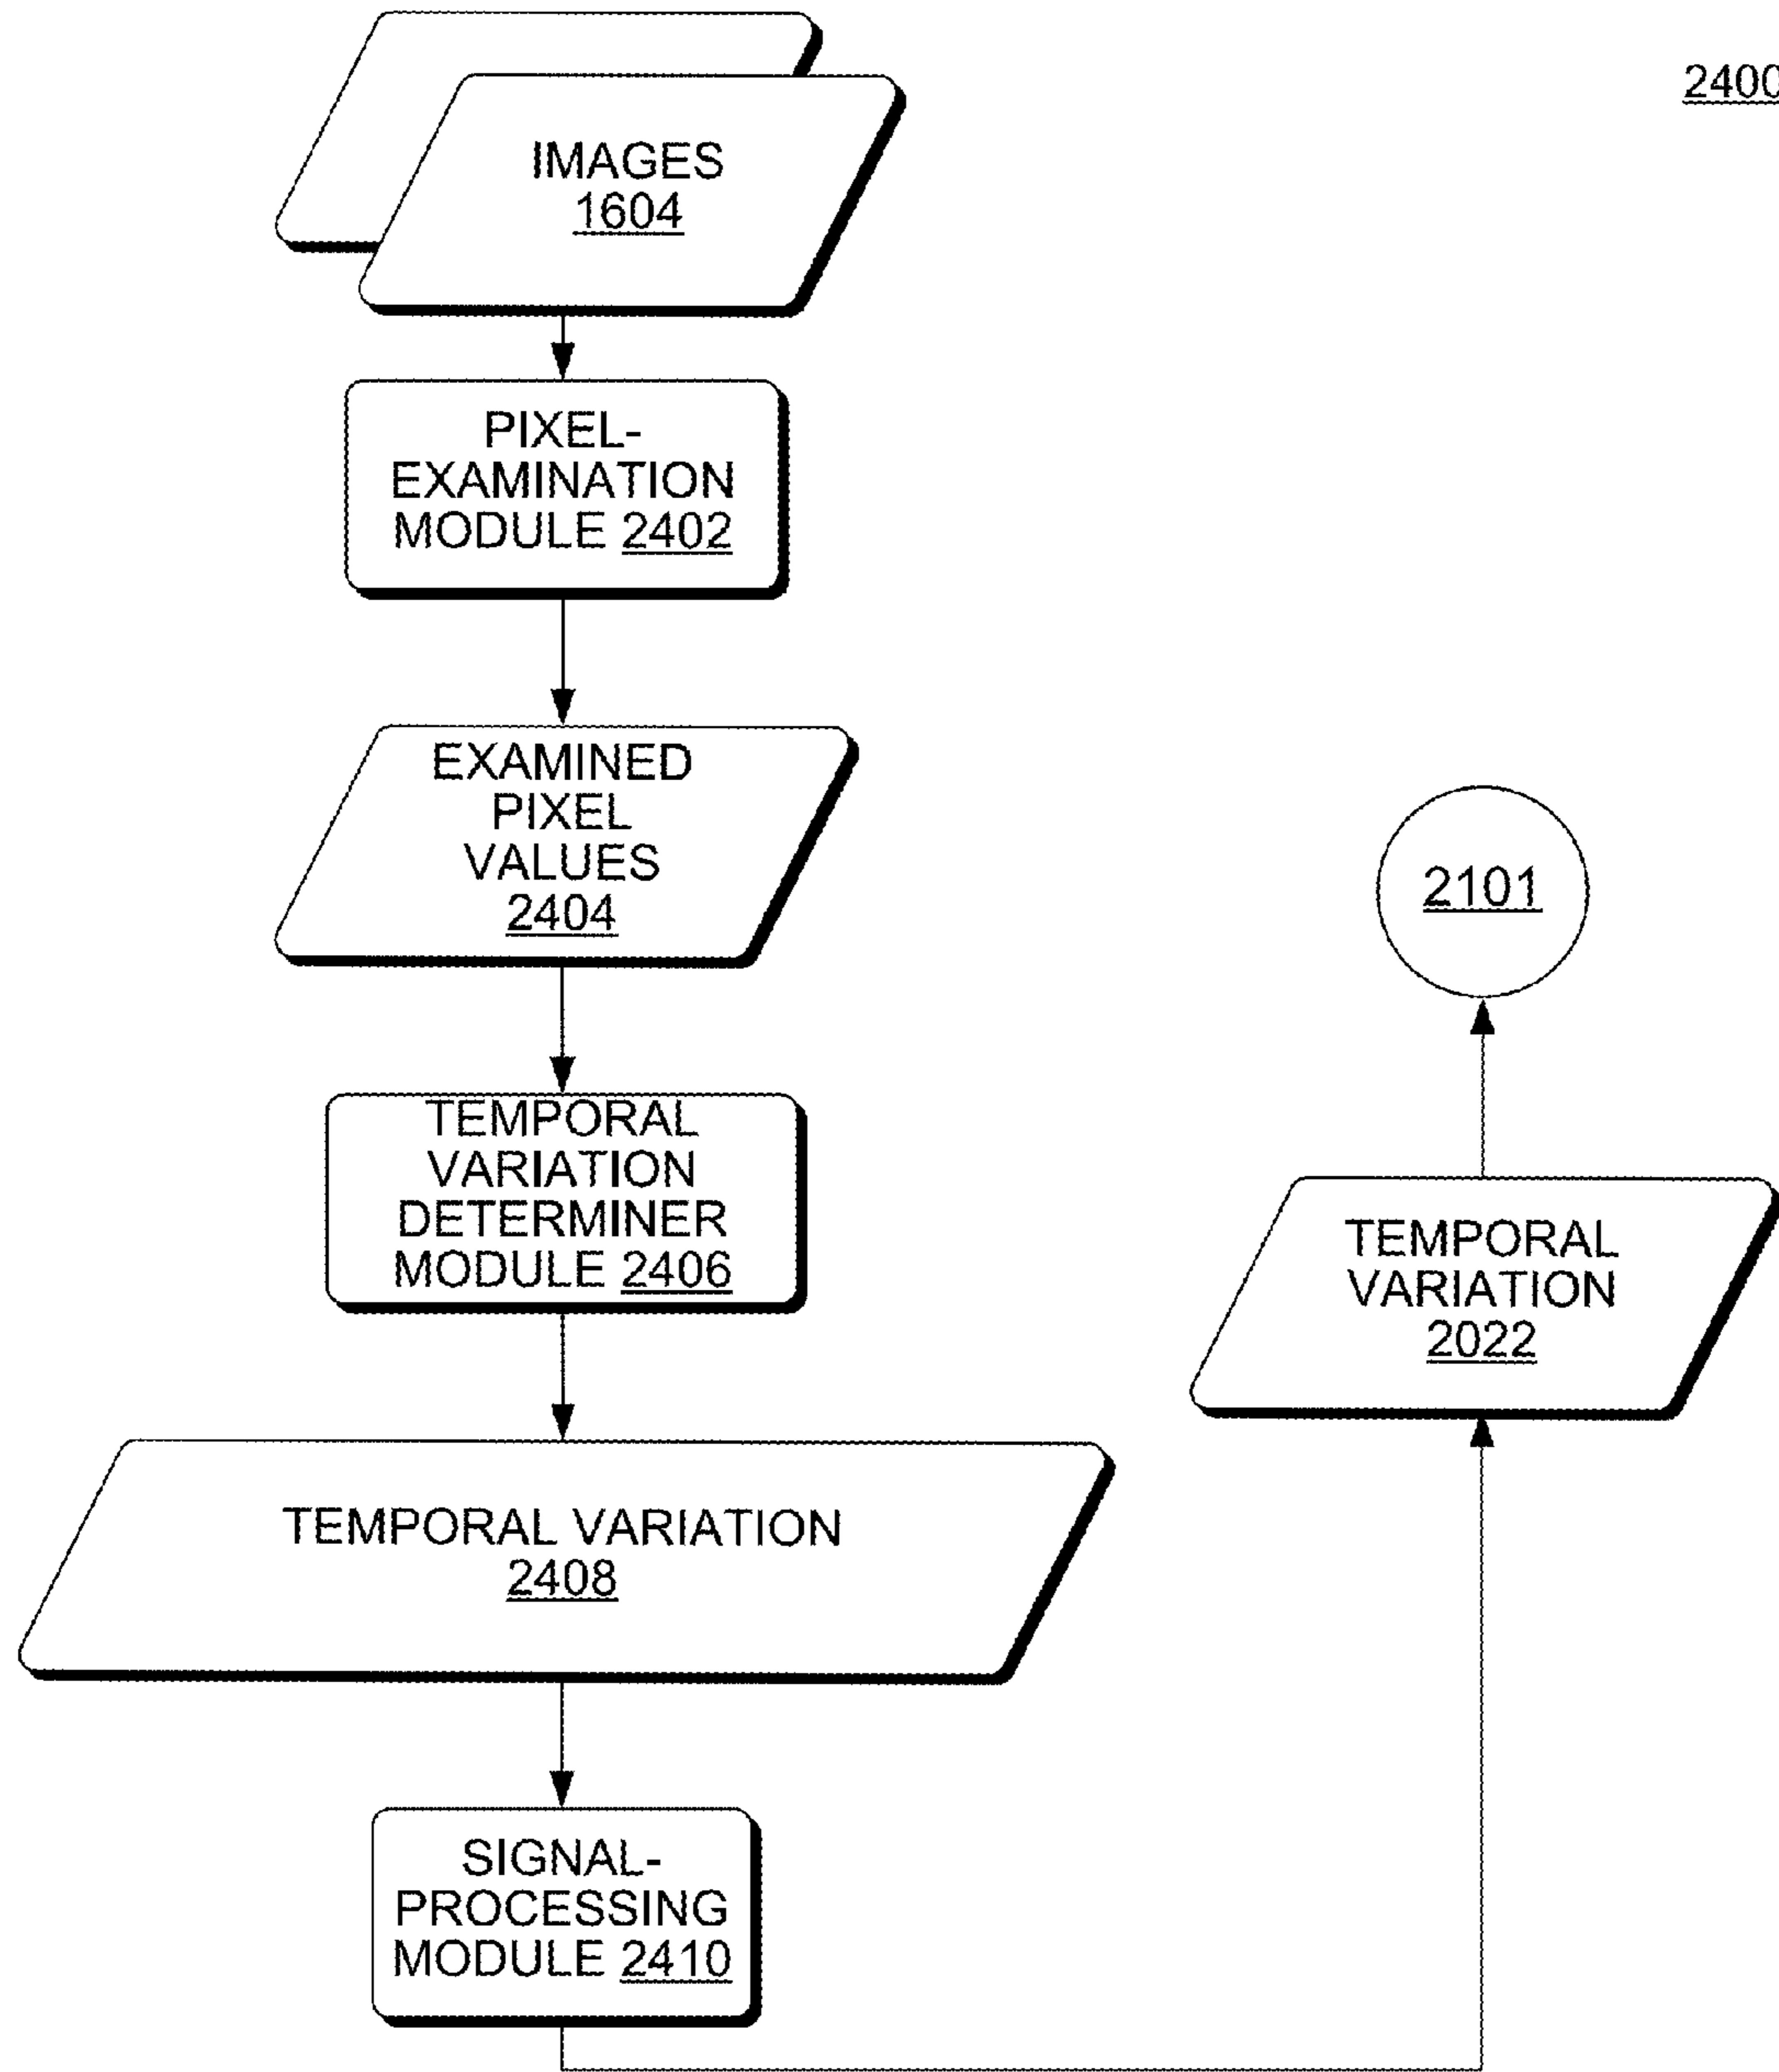 2400
IMAGES
1604
PIXEL-
EXAMINATION
MODULE 2402
EXAMINED
PIXEL
VALUES
2404
TEMPORAL
VARIATION
DETERMINER
MODULE 2406
TEMPORAL VARIATION
2408
SIGNAL-
PROCESSING
MODULE 2410
TEMPORAL
VARIATION
2022
2101